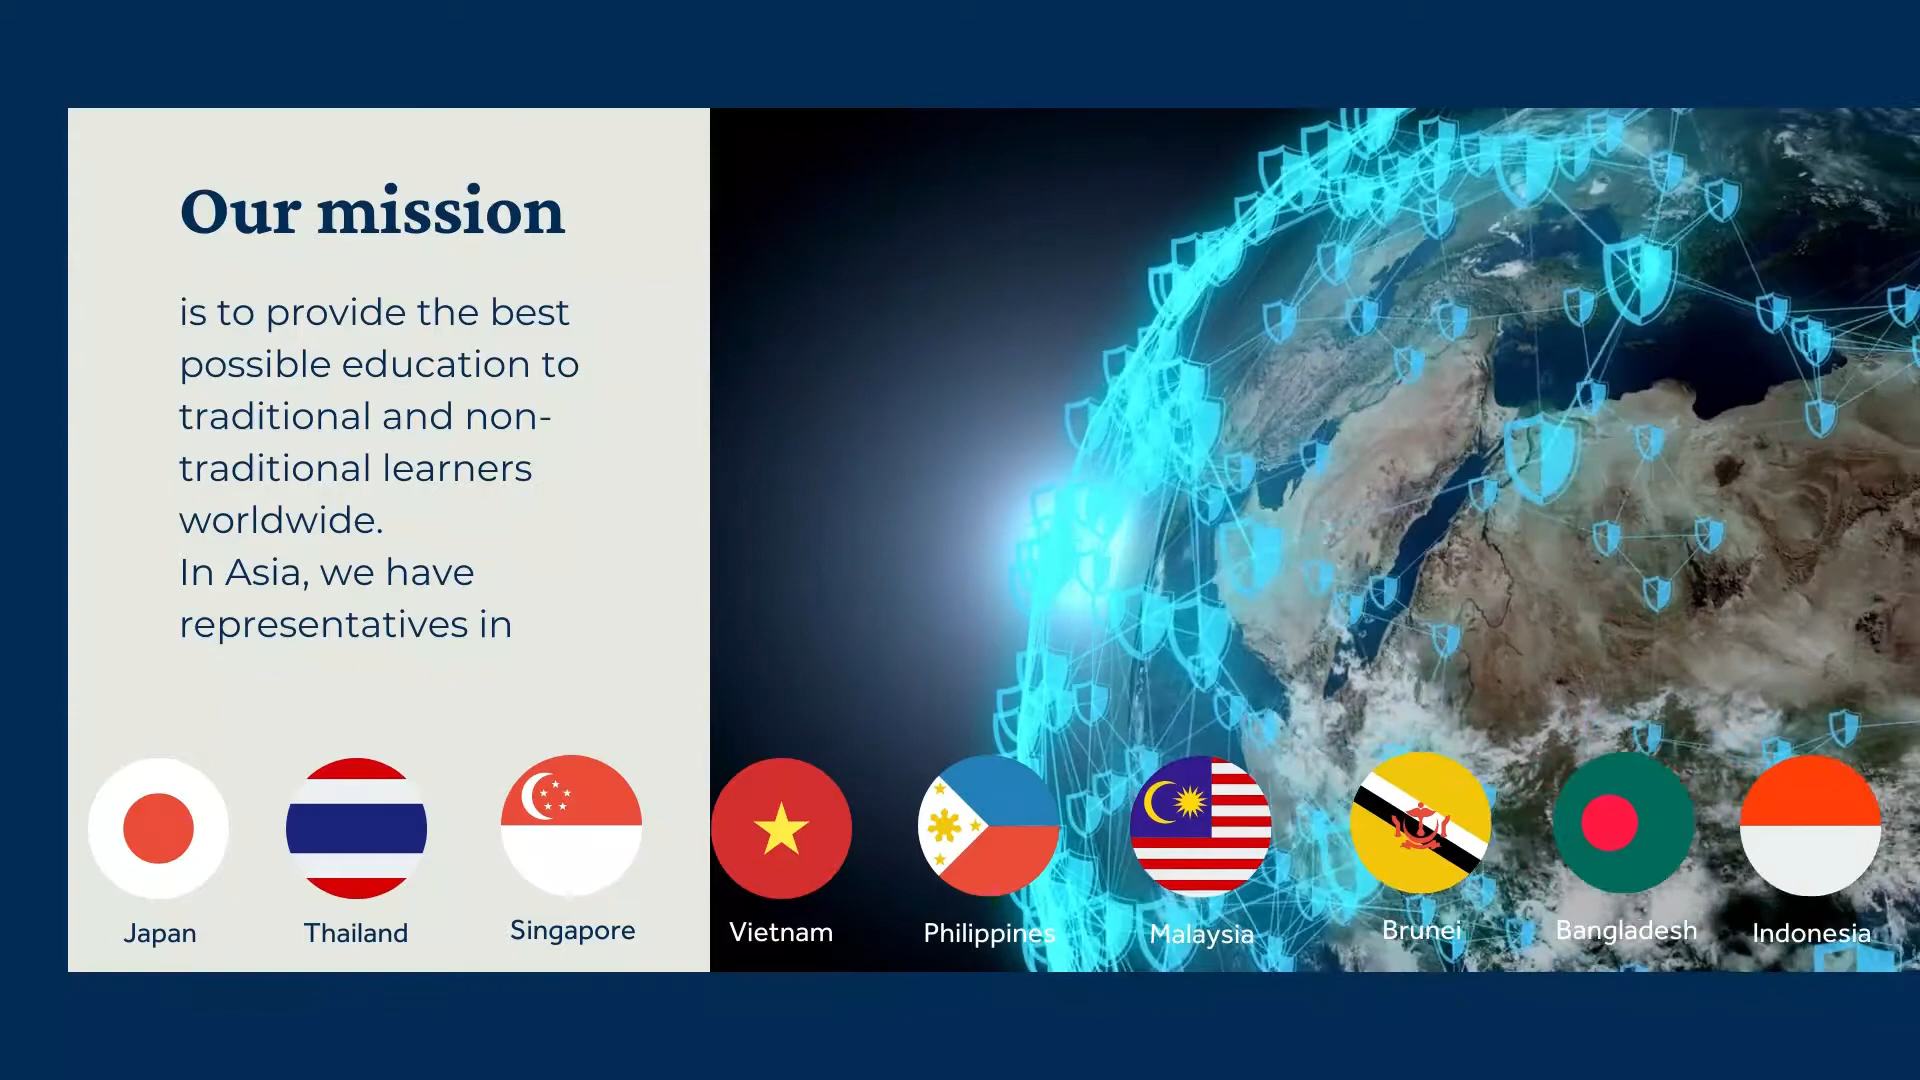 Our mission
is to provide the best
possible education to
traditional and non-
traditional learners
worldwide.
In Asia, we have
representatives in
Japan
Thailand
Singapore
Vietnam
Philippines
Malaysia
Brunei
Bangladesh
Indonesia